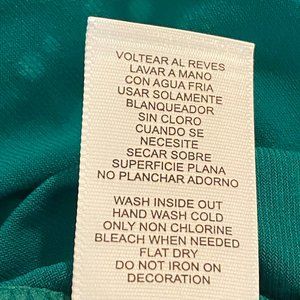 VOLTEAR AL REVES
LAVAR A MANO
CON AGUA FRIA
USAR SOLAMENTE
BLANQUEADOR
SIN CLORO
CUANDO SE
NECESITE
SECAR SOBRE
SUPERFICIE PLANA
NO PLANCHAR ADORNO
WASH INSIDE OUT
HAND WASH COLD
ONLY NON CHLORINE
BLEACH WHEN NEEDED
FLAT DRY
DO NOT IRON ON
DECORATION